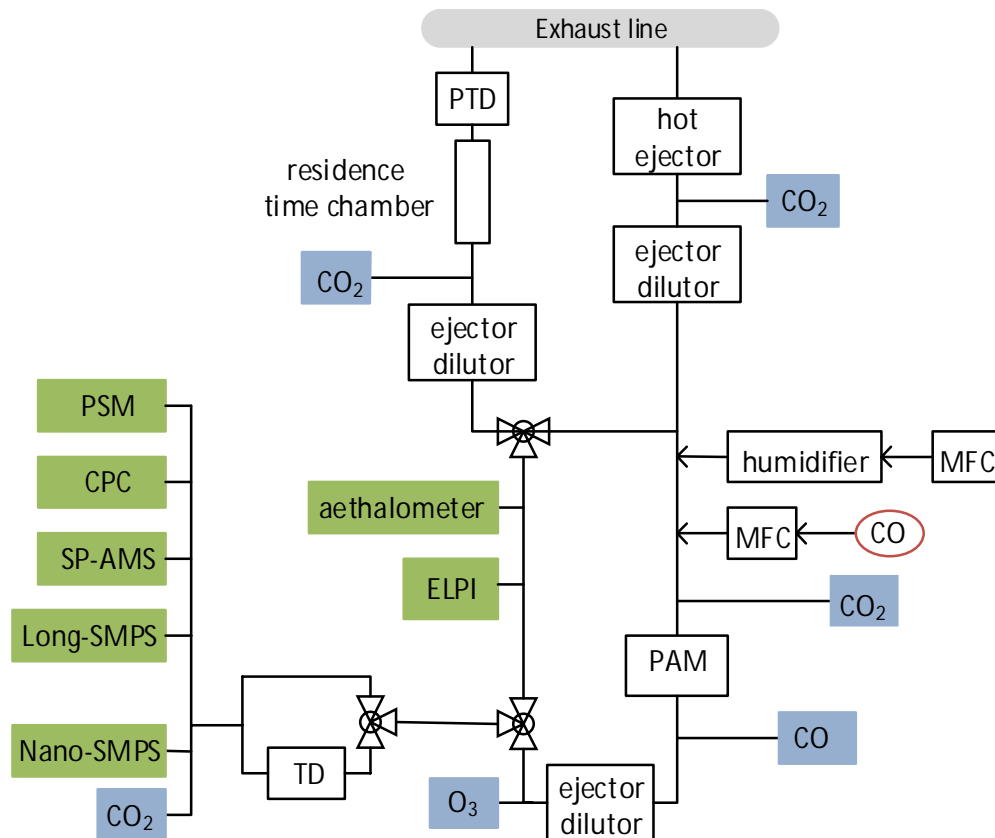 Exhaust line
PTD
hot
ejector
residence
time chamber
CO₂
CO₂
ejector
dilutor
ejector
dilutor
PSM
CPC
SP-AMS
Long-SMPS
Nano-SMPS
CO₂
aethalometer
ELPI
humidifier
MFC
MFC
CO
CO₂
PAM
CO
TD
O₃
ejector
dilutor